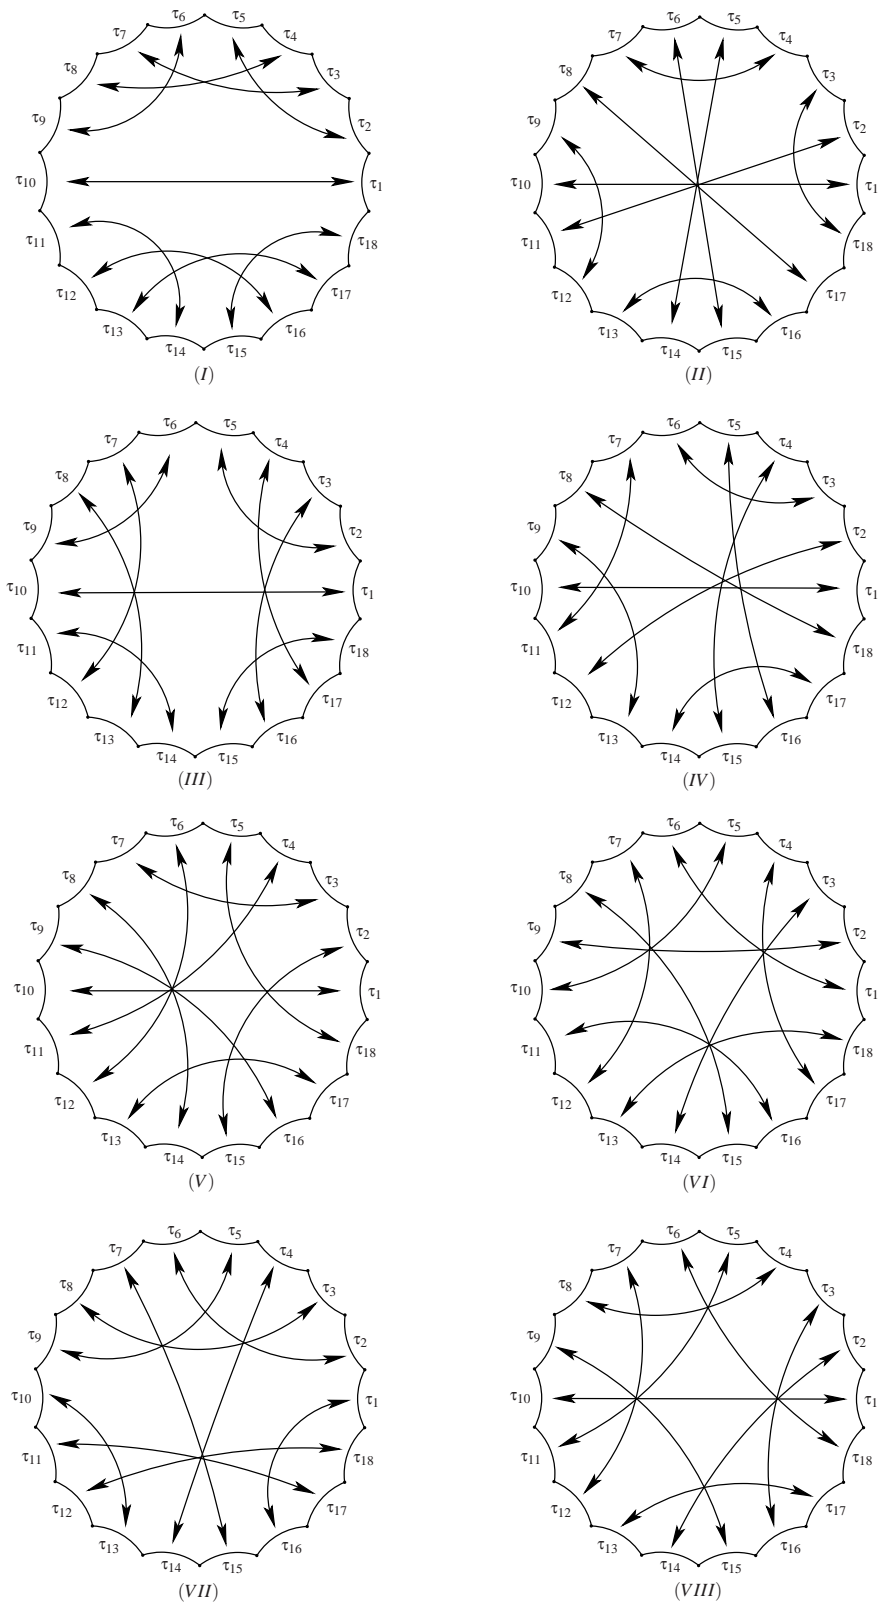 τ6 τ5
τ7 τ4
τ8 τ3
τ9 τ2
τ10 τ1
τ11 τ18
τ12 τ17
τ13 τ16
τ14 τ15
(I)
τ6 τ5
τ7 τ4
τ8 τ3
τ9 τ2
τ10 τ1
τ11 τ18
τ12 τ17
τ13 τ16
τ14 τ15
(II)
τ6 τ5
τ7 τ4
τ8 τ3
τ9 τ2
τ10 τ1
τ11 τ18
τ12 τ17
τ13 τ16
τ14 τ15
(III)
τ6 τ5
τ7 τ4
τ8 τ3
τ9 τ2
τ10 τ1
τ11 τ18
τ12 τ17
τ13 τ16
τ14 τ15
(IV)
τ6 τ5
τ7 τ4
τ8 τ3
τ9 τ2
τ10 τ1
τ11 τ18
τ12 τ17
τ13 τ16
τ14 τ15
(V)
τ6 τ5
τ7 τ4
τ8 τ3
τ9 τ2
τ10 τ1
τ11 τ18
τ12 τ17
τ13 τ16
τ14 τ15
(VI)
τ6 τ5
τ7 τ4
τ8 τ3
τ9 τ2
τ10 τ1
τ11 τ18
τ12 τ17
τ13 τ16
τ14 τ15
(VII)
τ6 τ5
τ7 τ4
τ8 τ3
τ9 τ2
τ10 τ1
τ11 τ18
τ12 τ17
τ13 τ16
τ14 τ15
(VIII)